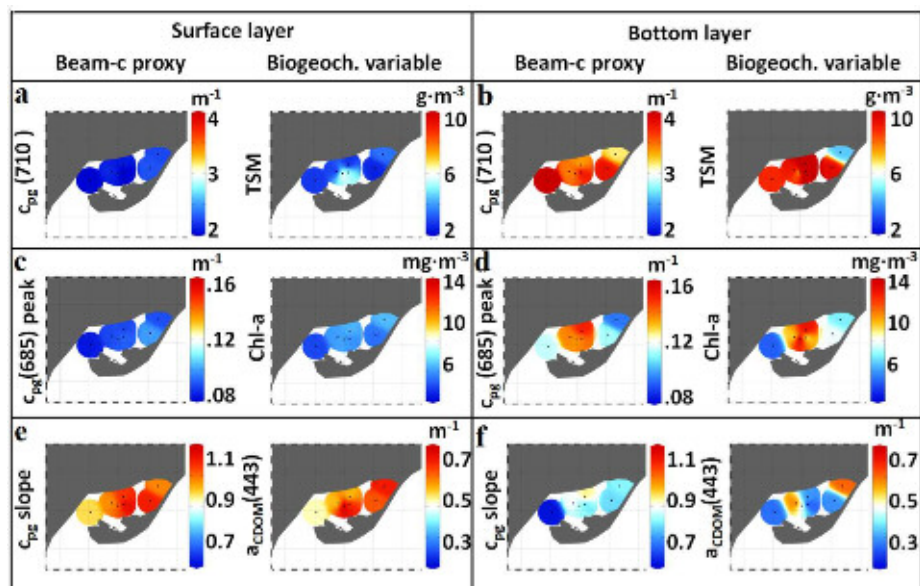 Surface layer
Bottom layer
Beam-c proxy
Biogeoch. variable
Beam-c proxy
Biogeoch. variable
a
c_pg (710)
m⁻¹
4
3
2
TSM
g·m⁻³
10
6
2
b
c_pg (710)
m⁻¹
4
3
2
TSM
g·m⁻³
10
6
2
c
c_pg(685) peak
m⁻¹
.16
.12
.08
Chl-a
mg·m⁻³
14
10
6
d
c_pg (685) peak
m⁻¹
.16
.12
.08
Chl-a
mg·m⁻³
14
10
6
e
c_pg slope
1.1
0.9
0.7
a_CDOM(443)
m⁻¹
0.7
0.5
0.3
f
c_pg slope
1.1
0.9
0.7
a_CDOM(443)
m⁻¹
0.7
0.5
0.3